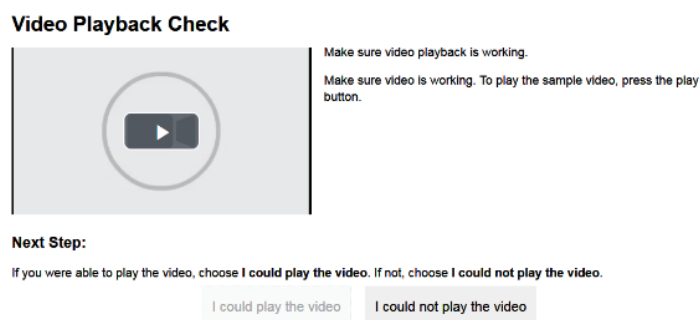 Video Playback Check
Make sure video playback is working.
Make sure video is working. To play the sample video, press the play
button.
Next Step:
If you were able to play the video, choose I could play the video. If not, choose I could not play the video.
I could play the video
I could not play the video